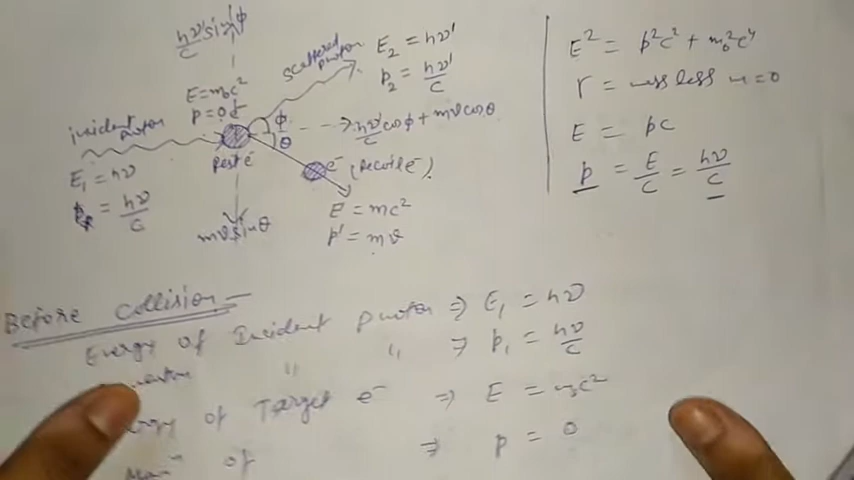 hν'/c sinφ
scattered photon
E₂ = hν'
p₂ = hν'/c
E=m₀c²
p=0
incident photon
E₁ = hν
= hν/c
φ
θ
hν'/c cosφ + mv cosθ
Rest e⁻
e⁻ (Recoil e⁻)
mv sinθ
E = mc²
p' = mv
E² = p²c² + m₀²c⁴
r = mass less m=0
E = pc
p = E/c = hν/c
Before Collision
Energy of Incident photon ⇒ E₁ = hν
〃 〃 ⇒ p₁ = hν/c
of Target e⁻ ⇒ E = m₀c²
of ⇒ p = 0